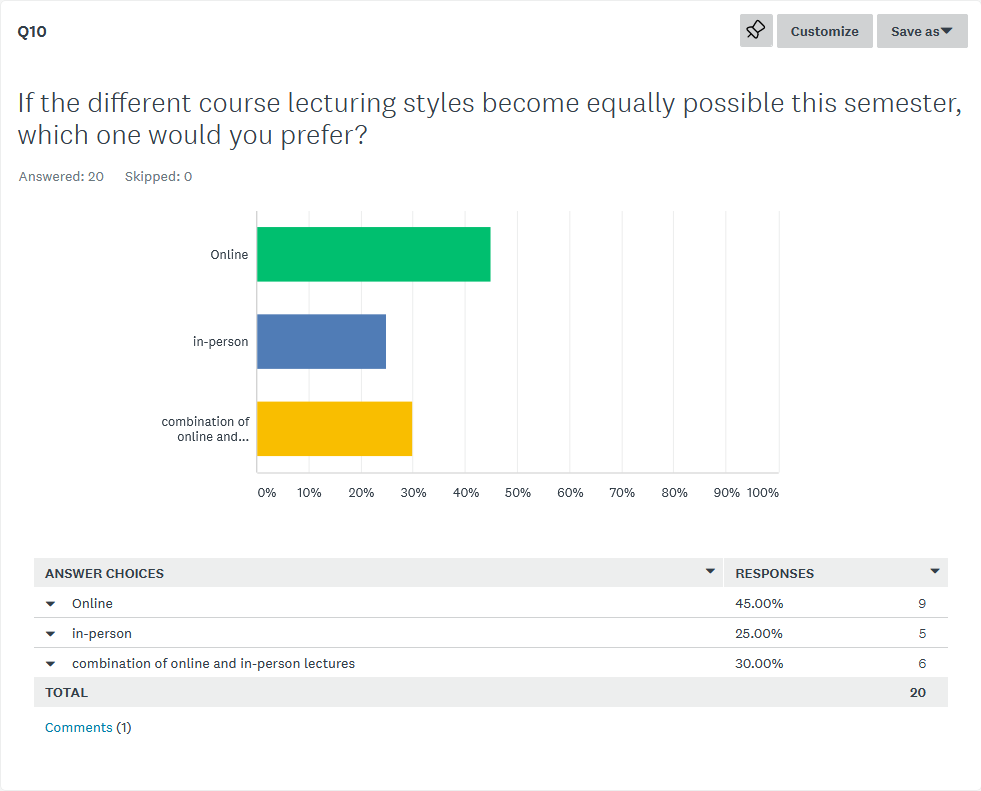 Q10
Customize
Save as
If the different course lecturing styles become equally possible this semester,
which one would you prefer?
Answered: 20 Skipped: 0
Online
in-person
combination of
online and...
0% 10% 20% 30% 40% 50% 60% 70% 80% 90% 100%
ANSWER CHOICES RESPONSES
Online 45.00% 9
in-person 25.00% 5
combination of online and in-person lectures 30.00% 6
TOTAL 20
Comments (1)